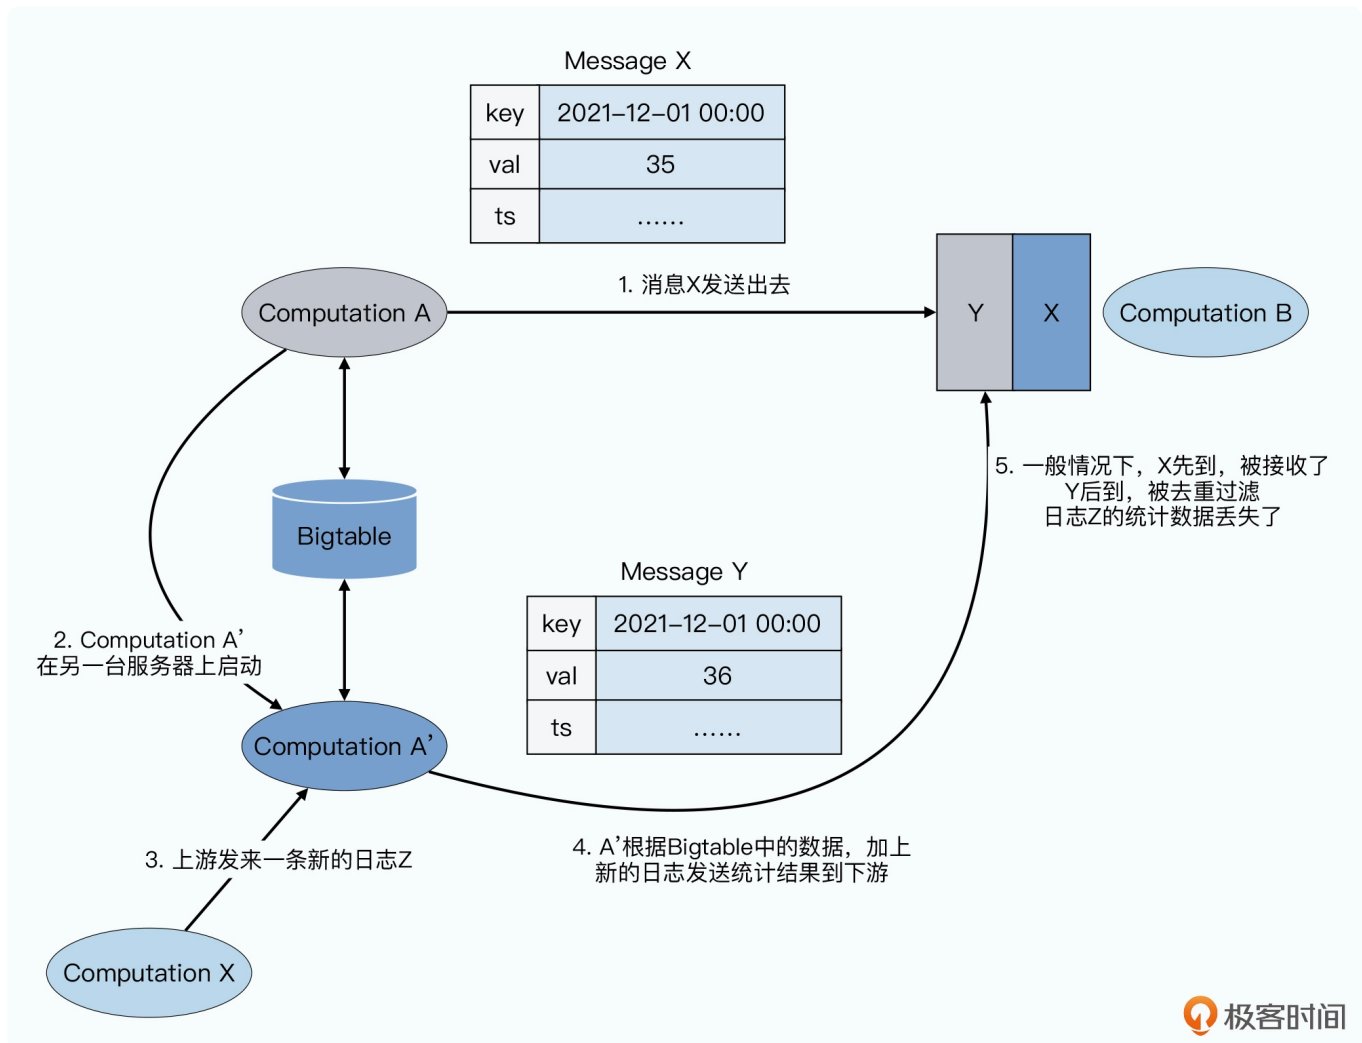 Message X
key 2021-12-01 00:00
val 35
ts ……
1. 消息X发送出去
Computation A
Y X
Computation B
5. 一般情况下，X先到，被接收了
Y后到，被去重过滤
日志Z的统计数据丢失了
Bigtable
Message Y
key 2021-12-01 00:00
val 36
ts ……
2. Computation A’
在另一台服务器上启动
Computation A’
3. 上游发来一条新的日志Z
4. A’根据Bigtable中的数据，加上
新的日志发送统计结果到下游
Computation X
极客时间